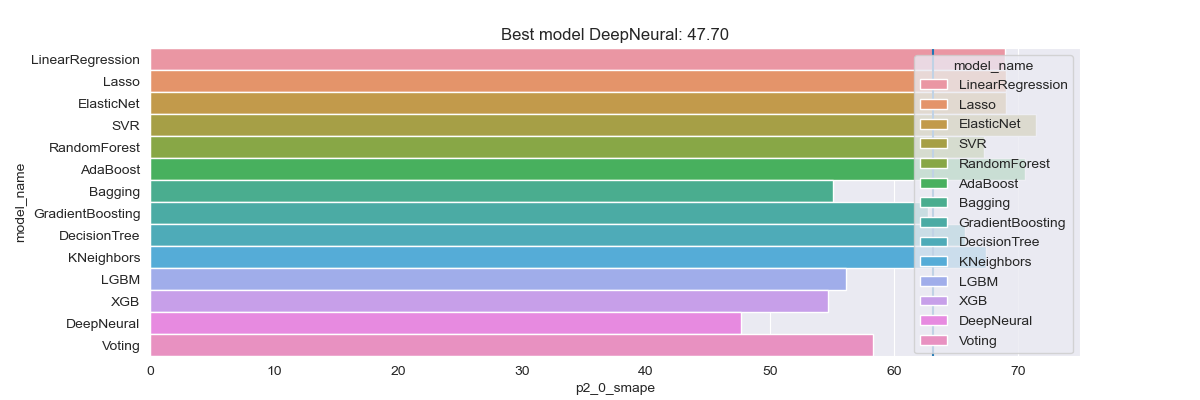 Best model DeepNeural: 47.70
model_name
LinearRegression
Lasso
ElasticNet
SVR
RandomForest
AdaBoost
Bagging
GradientBoosting
DecisionTree
KNeighbors
LGBM
XGB
DeepNeural
Voting
model_name
LinearRegression
Lasso
ElasticNet
SVR
RandomForest
AdaBoost
Bagging
GradientBoosting
DecisionTree
KNeighbors
LGBM
XGB
DeepNeural
Voting
0 10 20 30 40 50 60 70
p2_0_smape